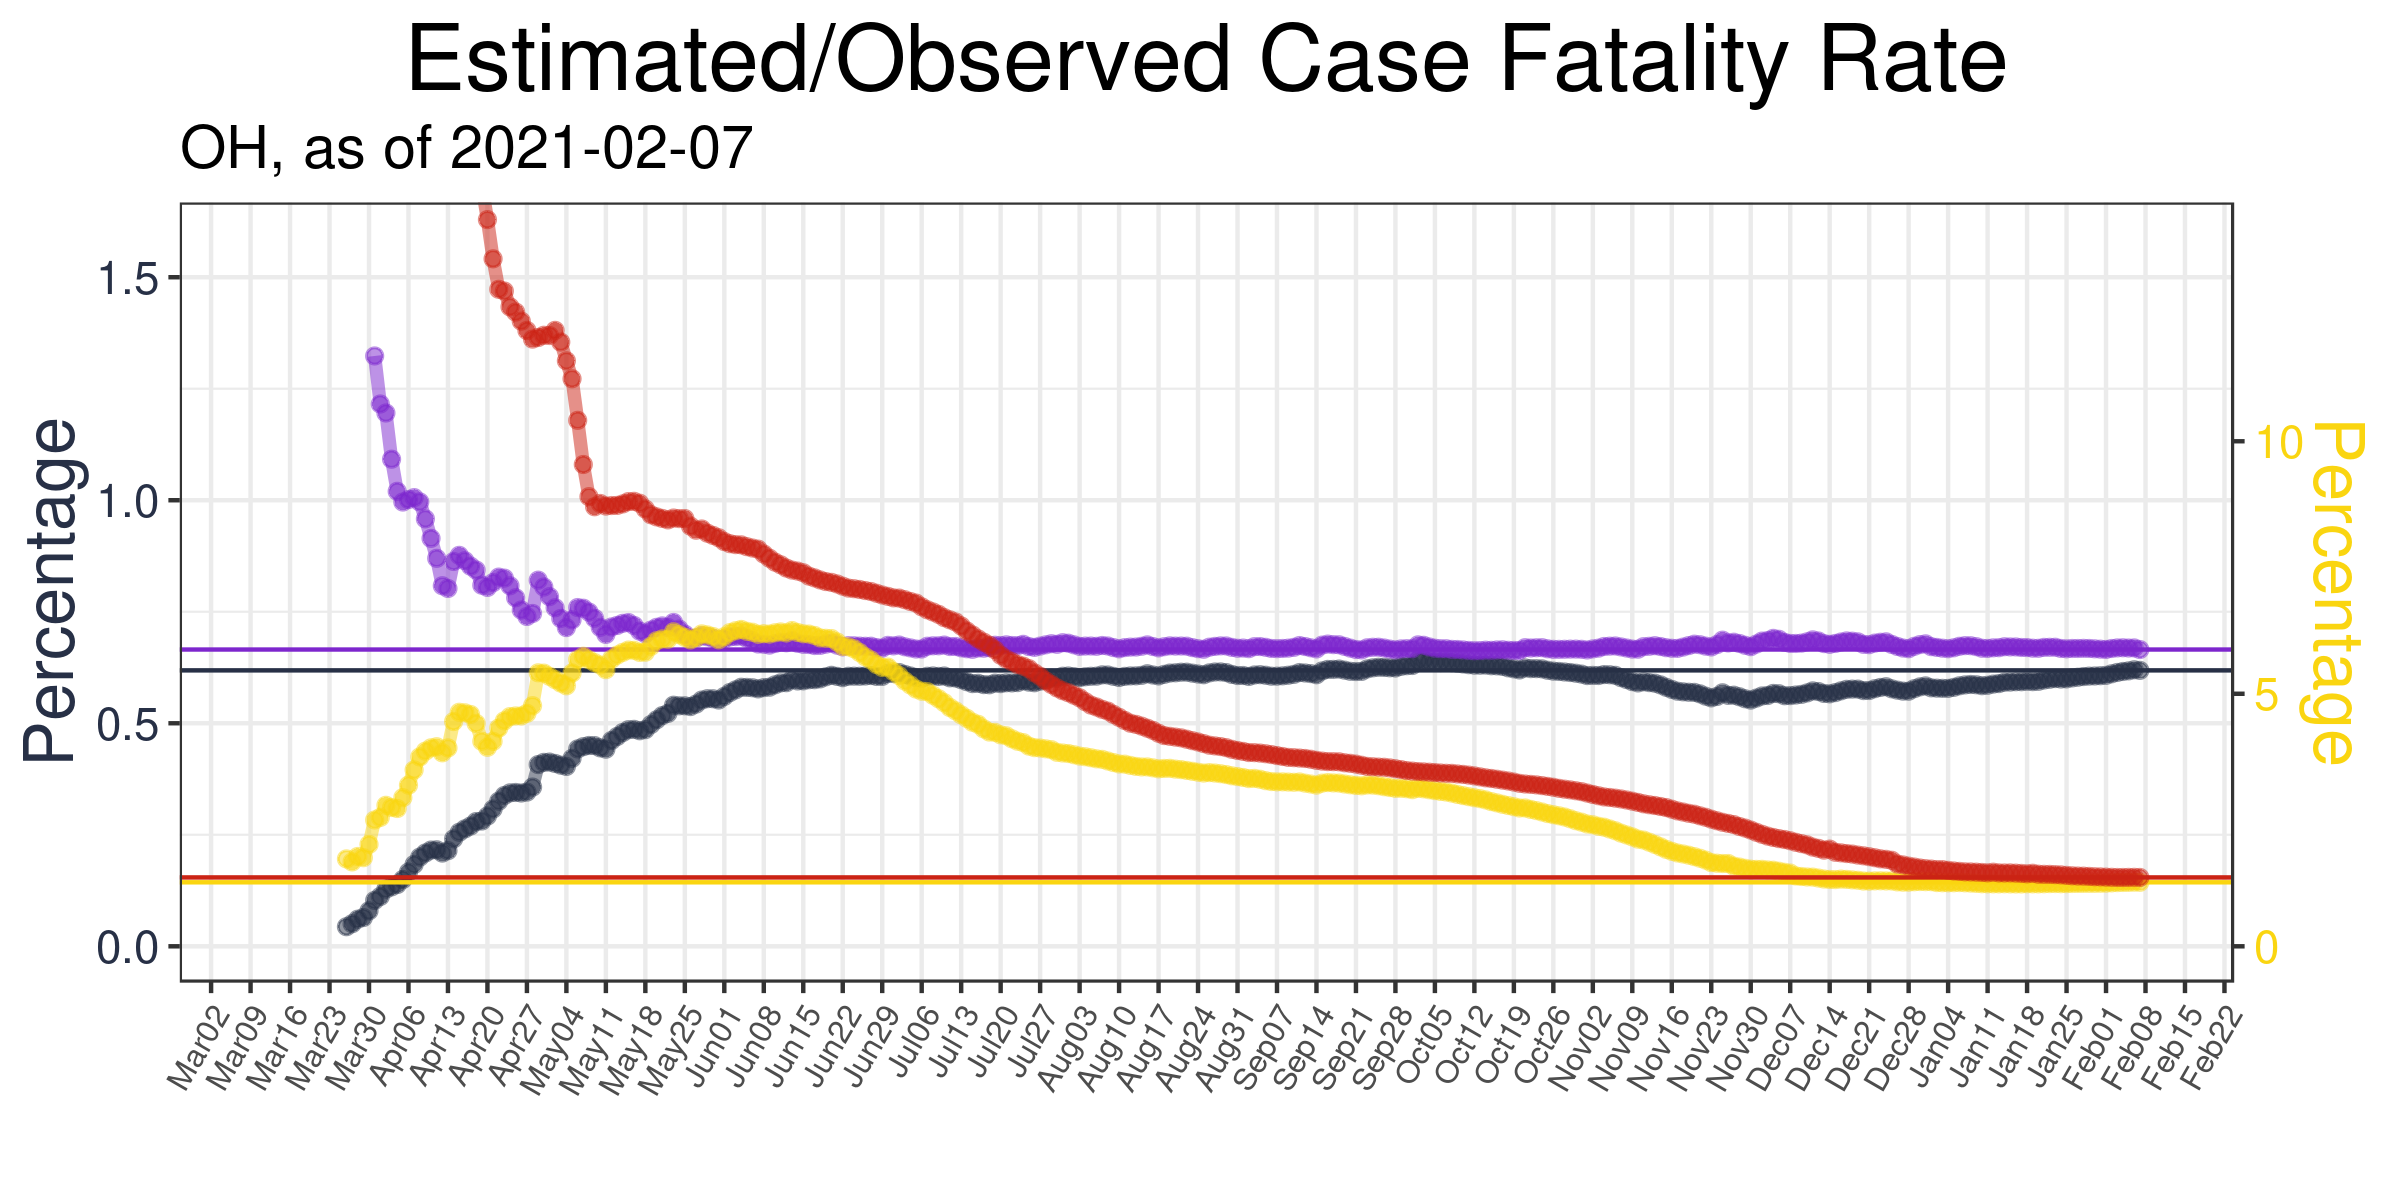 Estimated/Observed Case Fatality Rate
OH, as of 2021-02-07
Percentage
1.5
1.0
0.5
0.0
10
5
0
Percentage
Mar02 Mar09 Mar16 Mar23 Mar30 Apr06 Apr13 Apr20 Apr27 May04 May11 May18 May25 Jun01 Jun08 Jun15 Jun22 Jun29 Jul06 Jul13 Jul20 Jul27 Aug03 Aug10 Aug17 Aug24 Aug31 Sep07 Sep14 Sep21 Sep28 Oct05 Oct12 Oct19 Oct26 Nov02 Nov09 Nov16 Nov23 Nov30 Dec07 Dec14 Dec21 Dec28 Jan04 Jan11 Jan18 Jan25 Feb01 Feb08 Feb15 Feb22